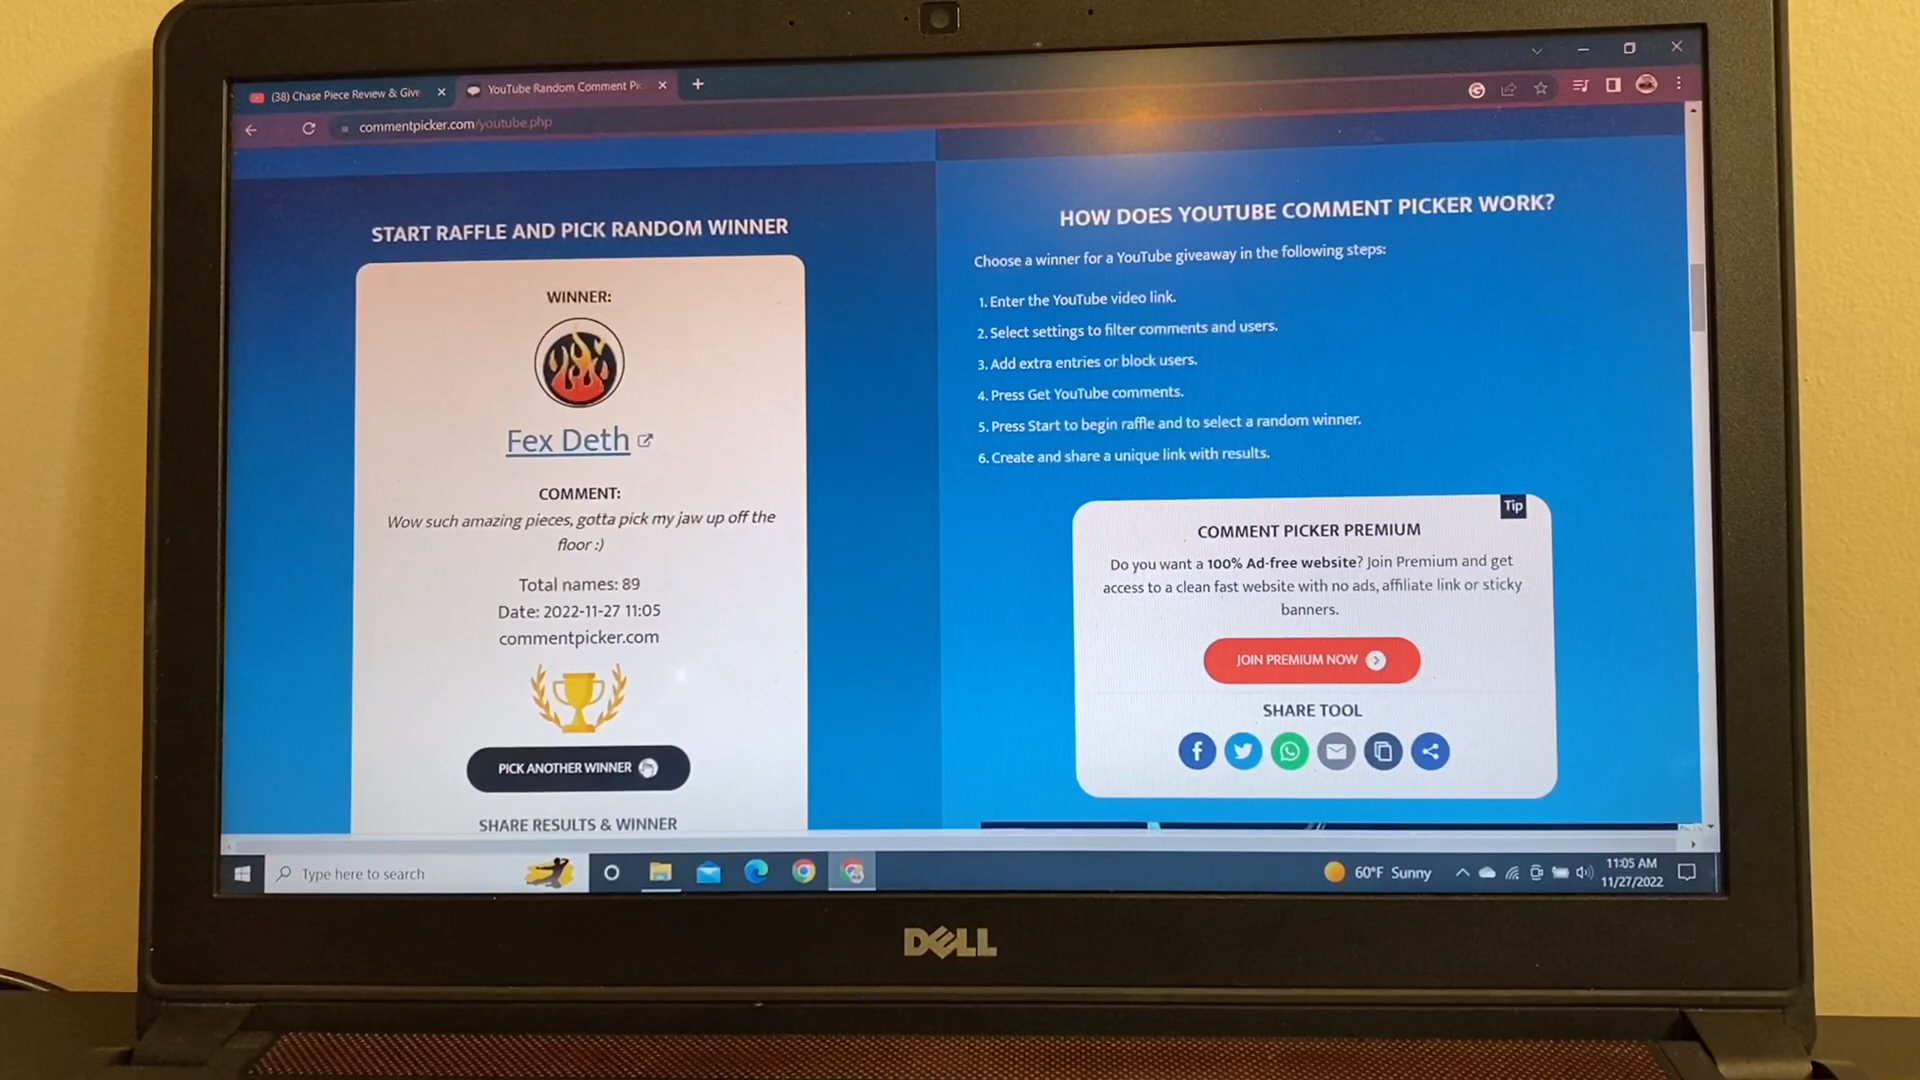 (38) Chase Piece Review & Give
YouTube Random Comment Pi
commentpicker.com/youtube.php
START RAFFLE AND PICK RANDOM WINNER
WINNER:
Fex Deth
COMMENT:
Wow such amazing pieces, gotta pick my jaw up off the
floor :)
Total names: 89
Date: 2022-11-27 11:05
commentpicker.com
PICK ANOTHER WINNER
SHARE RESULTS & WINNER
HOW DOES YOUTUBE COMMENT PICKER WORK?
Choose a winner for a YouTube giveaway in the following steps:
1. Enter the YouTube video link.
2. Select settings to filter comments and users.
3. Add extra entries or block users.
4. Press Get YouTube comments.
5. Press Start to begin raffle and to select a random winner.
6. Create and share a unique link with results.
Tip
COMMENT PICKER PREMIUM
Do you want a 100% Ad-free website? Join Premium and get
access to a clean fast website with no ads, affiliate link or sticky
banners.
JOIN PREMIUM NOW
SHARE TOOL
Type here to search
60°F Sunny
11:05 AM
11/27/2022
DELL